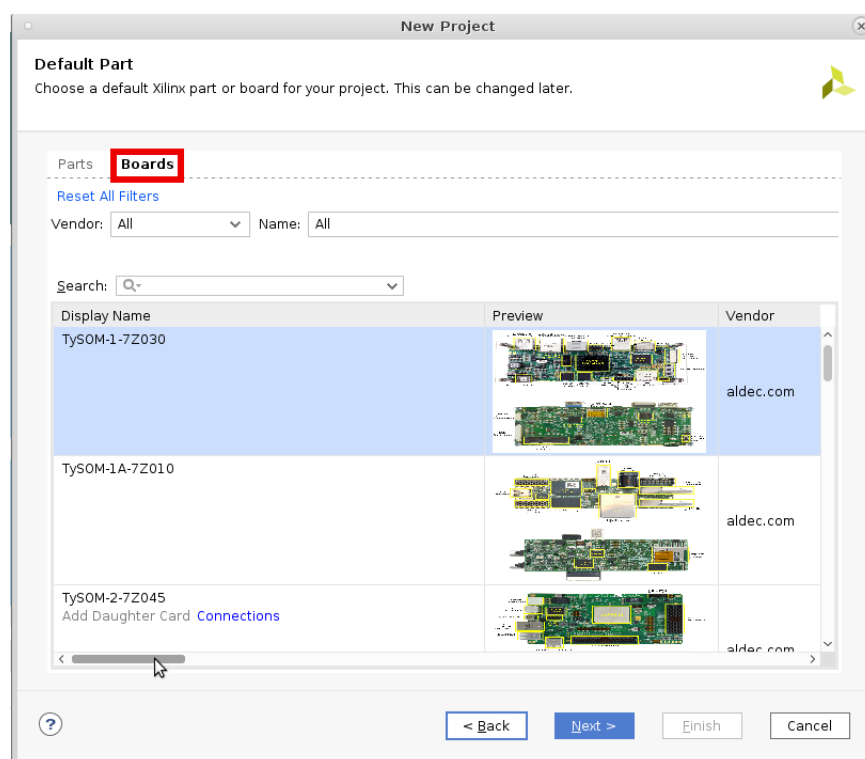 New Project
Default Part
Choose a default Xilinx part or board for your project. This can be changed later.
Parts Boards
Reset All Filters
Vendor: All Name: All
Search:
Display Name Preview Vendor
TySOM-1-7Z030
aldec.com
TySOM-1A-7Z010
aldec.com
TySOM-2-7Z045
Add Daughter Card Connections
aldec.com
? < Back Next > Finish Cancel